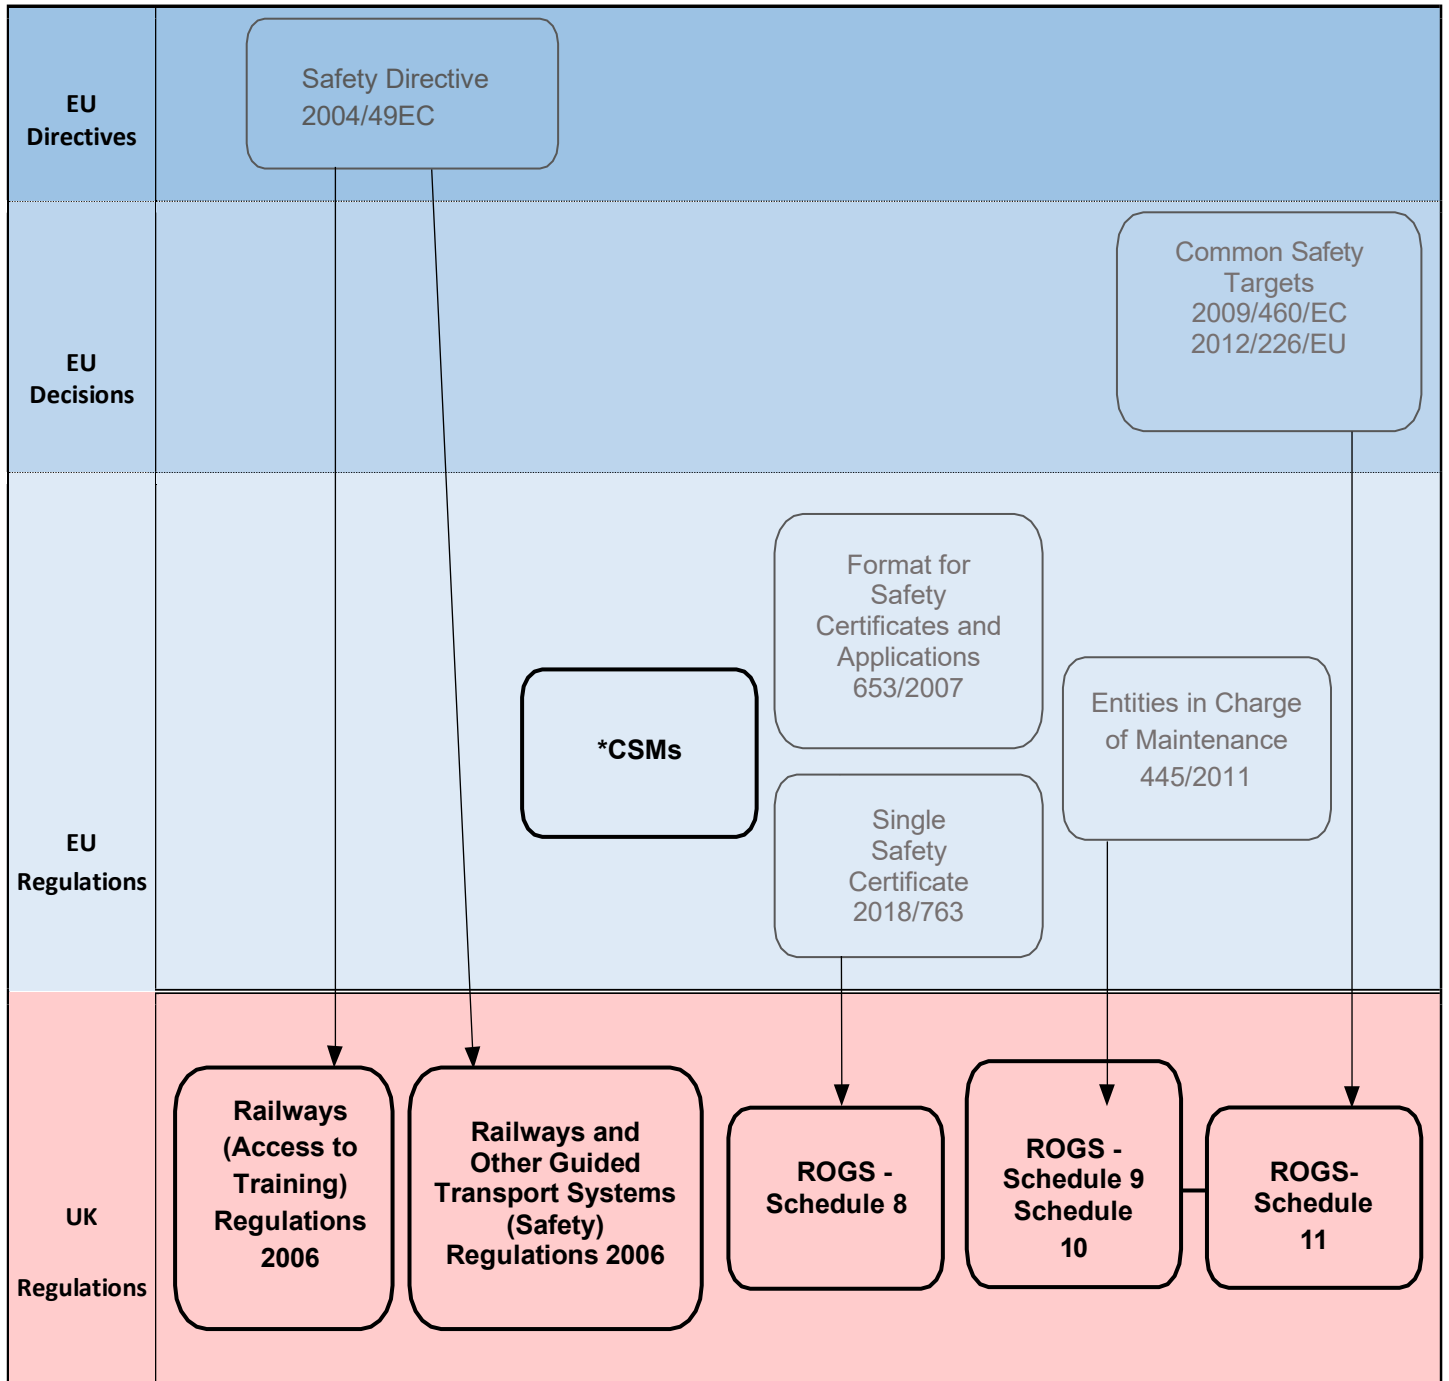 EU
Directives
Safety Directive
2004/49EC
EU
Decisions
Common Safety
Targets
2009/460/EC
2012/226/EU
EU
Regulations
*CSMs
Format for
Safety
Certificates and
Applications
653/2007
Single
Safety
Certificate
2018/763
Entities in Charge
of Maintenance
445/2011
UK
Regulations
Railways
(Access to
Training)
Regulations
2006
Railways and
Other Guided
Transport Systems
(Safety)
Regulations 2006
ROGS -
Schedule 8
ROGS -
Schedule 9
Schedule
10
ROGS-
Schedule
11